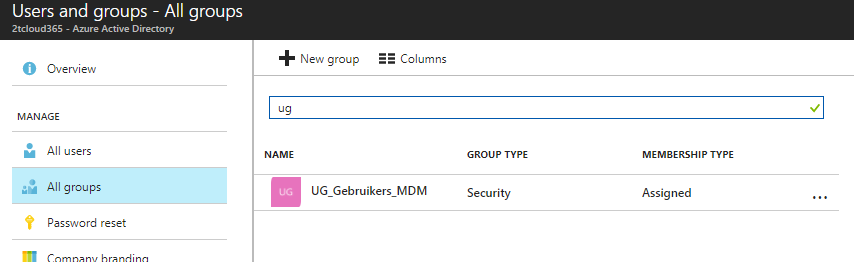 Users and groups - All groups
2tcloud365 - Azure Active Directory
Overview
MANAGE
All users
All groups
Password reset
Company branding
New group
Columns
ug
NAME GROUP TYPE MEMBERSHIP TYPE
UG UG_Gebruikers_MDM Security Assigned ...